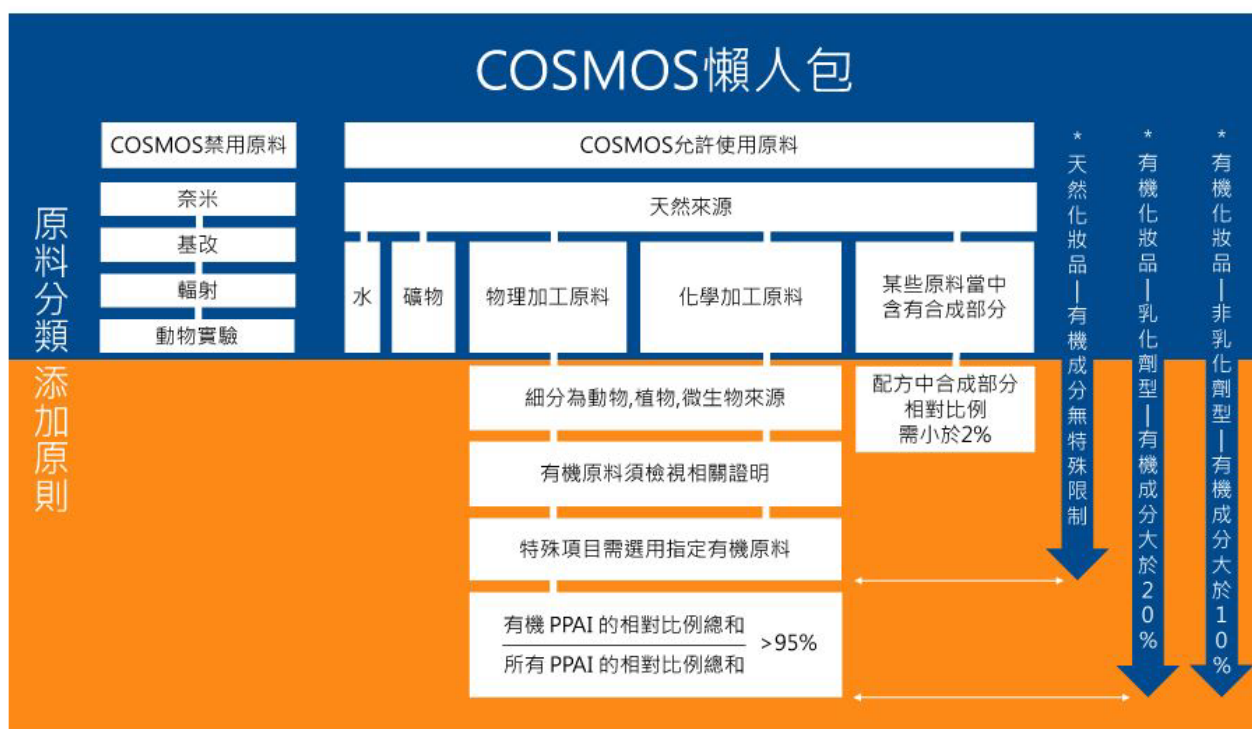 COSMOS懶人包
COSMOS禁用原料
奈米
基改
輻射
動物實驗
COSMOS允許使用原料
天然來源
水
礦物
物理加工原料
化學加工原料
某些原料當中
含有合成部分
原料分類
添加原則
細分為動物,植物,微生物來源
配方中合成部分
相對比例
需小於2%
有機原料須檢視相關證明
特殊項目需選用指定有機原料
有機 PPAI 的相對比例總和
所有 PPAI 的相對比例總和
>95%
*天然化妝品|有機成分無特殊限制
*有機化妝品|乳化劑型|有機成分大於20%
*有機化妝品|非乳化劑型|有機成分大於10%